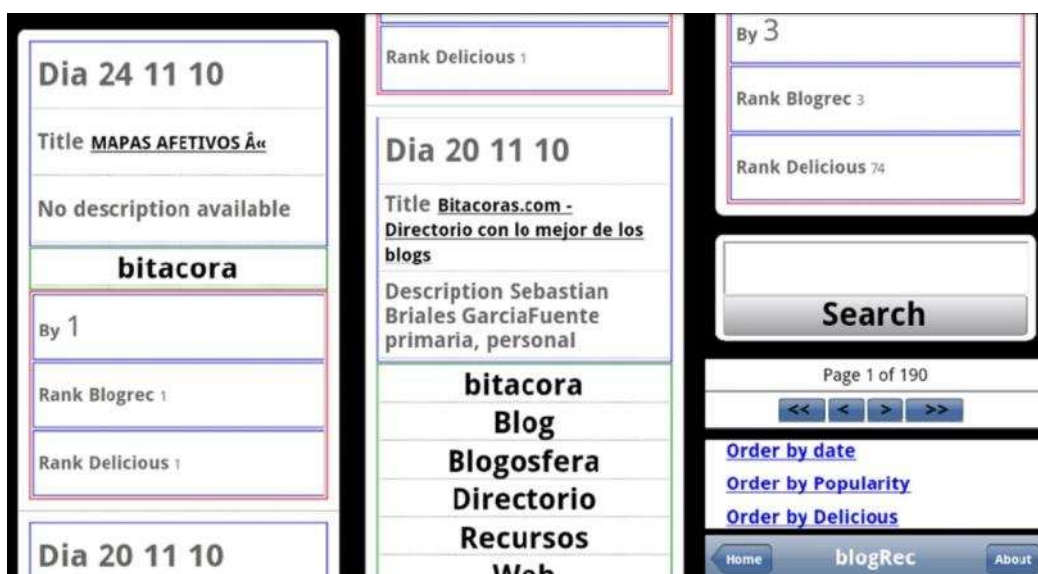 Dia 24 11 10
Title MAPAS AFETIVOS Â«
No description available
bitacora
By 1
Rank Blogrec 1
Rank Delicious 1
Dia 20 11 10
Rank Delicious 1
Dia 20 11 10
Title Bitacoras.com -
Directorio con lo mejor de los
blogs
Description Sebastian
Briales GarciaFuente
primaria, personal
bitacora
Blog
Blogosfera
Directorio
Recursos
Web
By 3
Rank Blogrec 3
Rank Delicious 74
Search
Page 1 of 190
<< < > >>
Order by date
Order by Popularity
Order by Delicious
Home blogRec About